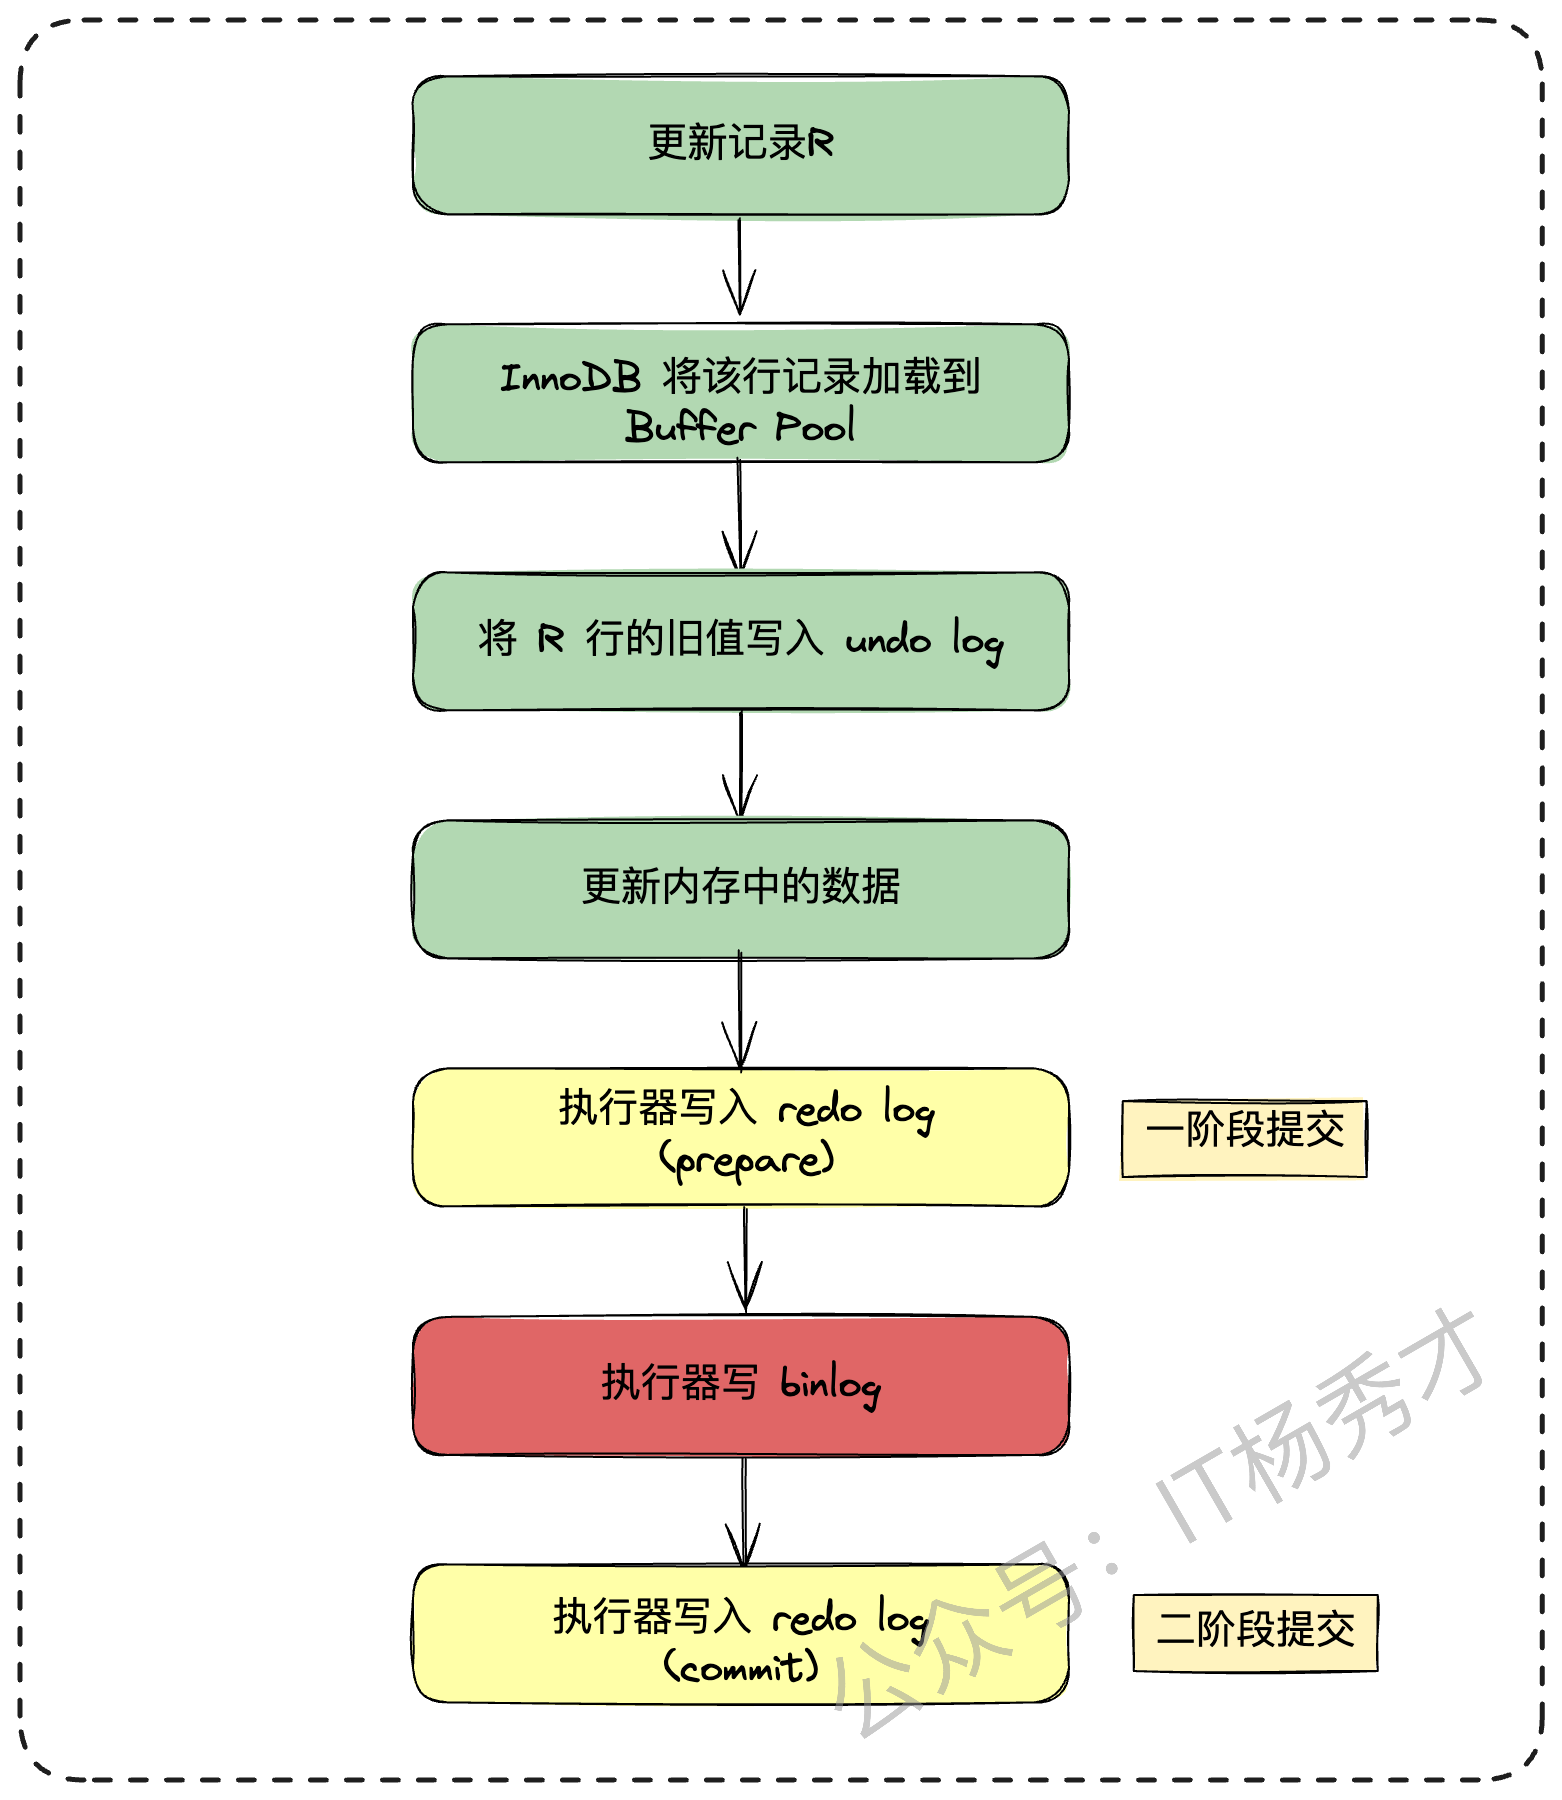 更新记录R
InnoDB 将该行记录加载到
Buffer Pool
将 R 行的旧值写入 undo log
更新内存中的数据
执行器写入 redo log
(prepare)
一阶段提交
执行器写 binlog
执行器写入 redo log
(commit)
二阶段提交
公众号：IT杨秀才